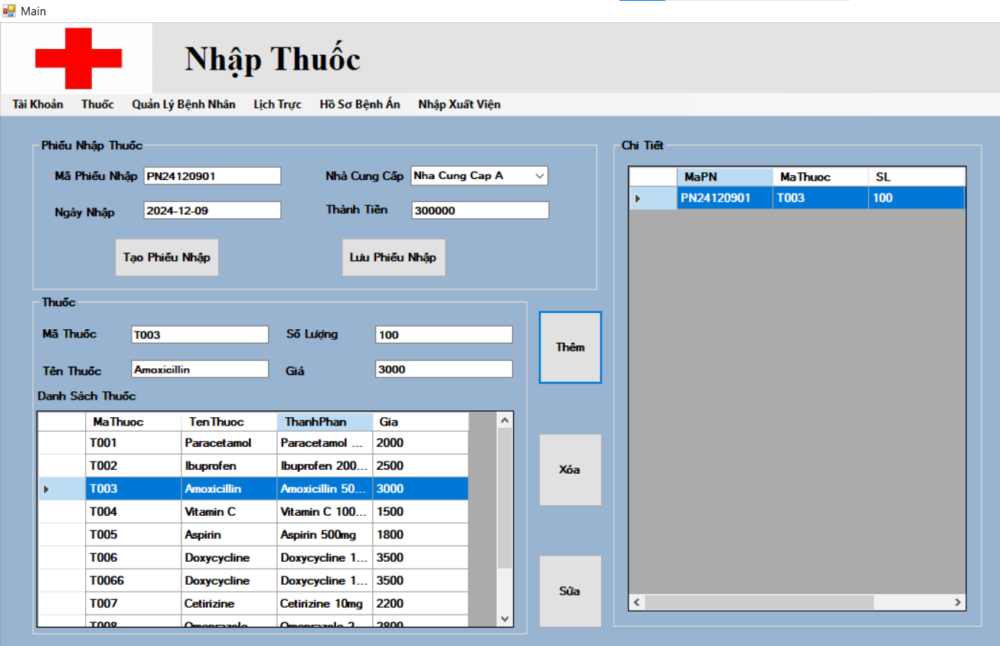 Main
Nhập Thuốc
Tài Khoản Thuốc Quản Lý Bệnh Nhân Lịch Trực Hồ Sơ Bệnh Án Nhập Xuất Viện
Phiếu Nhập Thuốc
Mã Phiếu Nhập PN24120901 Nhà Cung Cấp Nha Cung Cap A
Ngày Nhập 2024-12-09 Thành Tiền 300000
Tạo Phiếu Nhập Lưu Phiếu Nhập
Thuốc
Mã Thuốc T003 Số Lượng 100
Tên Thuốc Amoxicillin Giá 3000
Danh Sách Thuốc
MaThuoc TenThuoc ThanhPhan Gia
T001 Paracetamol Paracetamol ... 2000
T002 Ibuprofen Ibuprofen 200... 2500
T003 Amoxicillin Amoxicillin 50... 3000
T004 Vitamin C Vitamin C 100... 1500
T005 Aspirin Aspirin 500mg 1800
T006 Doxycycline Doxycycline 1... 3500
T0066 Doxycycline Doxycycline 1... 3500
T007 Cetirizine Cetirizine 10mg 2200
T008 Omeprazole Omeprazole 2... 2800
Thêm
Xóa
Sửa
Chi Tiết
MaPN MaThuoc SL
PN24120901 T003 100